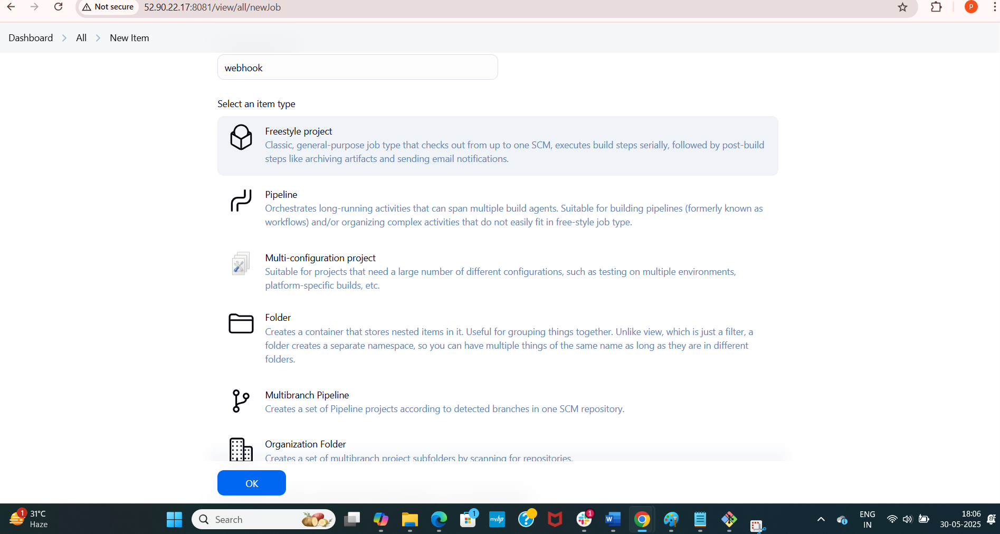 Not secure
52.90.22.17:8081/view/all/newJob
P
Dashboard
All
New Item
webhook
Select an item type
Freestyle project
Classic, general-purpose job type that checks out from up to one SCM, executes build steps serially, followed by post-build
steps like archiving artifacts and sending email notifications.
Pipeline
Orchestrates long-running activities that can span multiple build agents. Suitable for building pipelines (formerly known as
workflows) and/or organizing complex activities that do not easily fit in free-style job type.
Multi-configuration project
Suitable for projects that need a large number of different configurations, such as testing on multiple environments,
platform-specific builds, etc.
Folder
Creates a container that stores nested items in it. Useful for grouping things together. Unlike view, which is just a filter, a
folder creates a separate namespace, so you can have multiple things of the same name as long as they are in different
folders.
Multibranch Pipeline
Creates a set of Pipeline projects according to detected branches in one SCM repository.
Organization Folder
Creates a set of multibranch project subfolders by scanning for repositories.
OK
1
31°C
Haze
Search
1
myhp
?
1
W
ENG
IN
18:06
30-05-2025